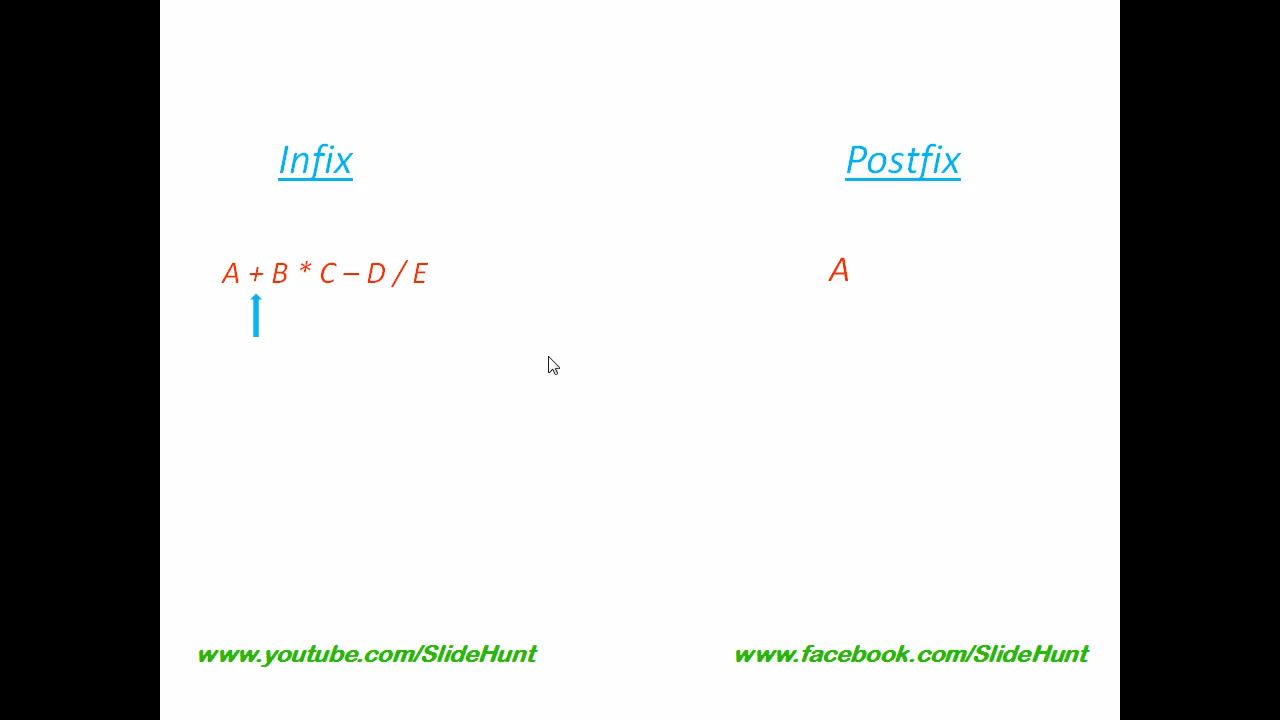 Infix Postfix
A + B * C – D / E A
www.youtube.com/SlideHunt www.facebook.com/SlideHunt